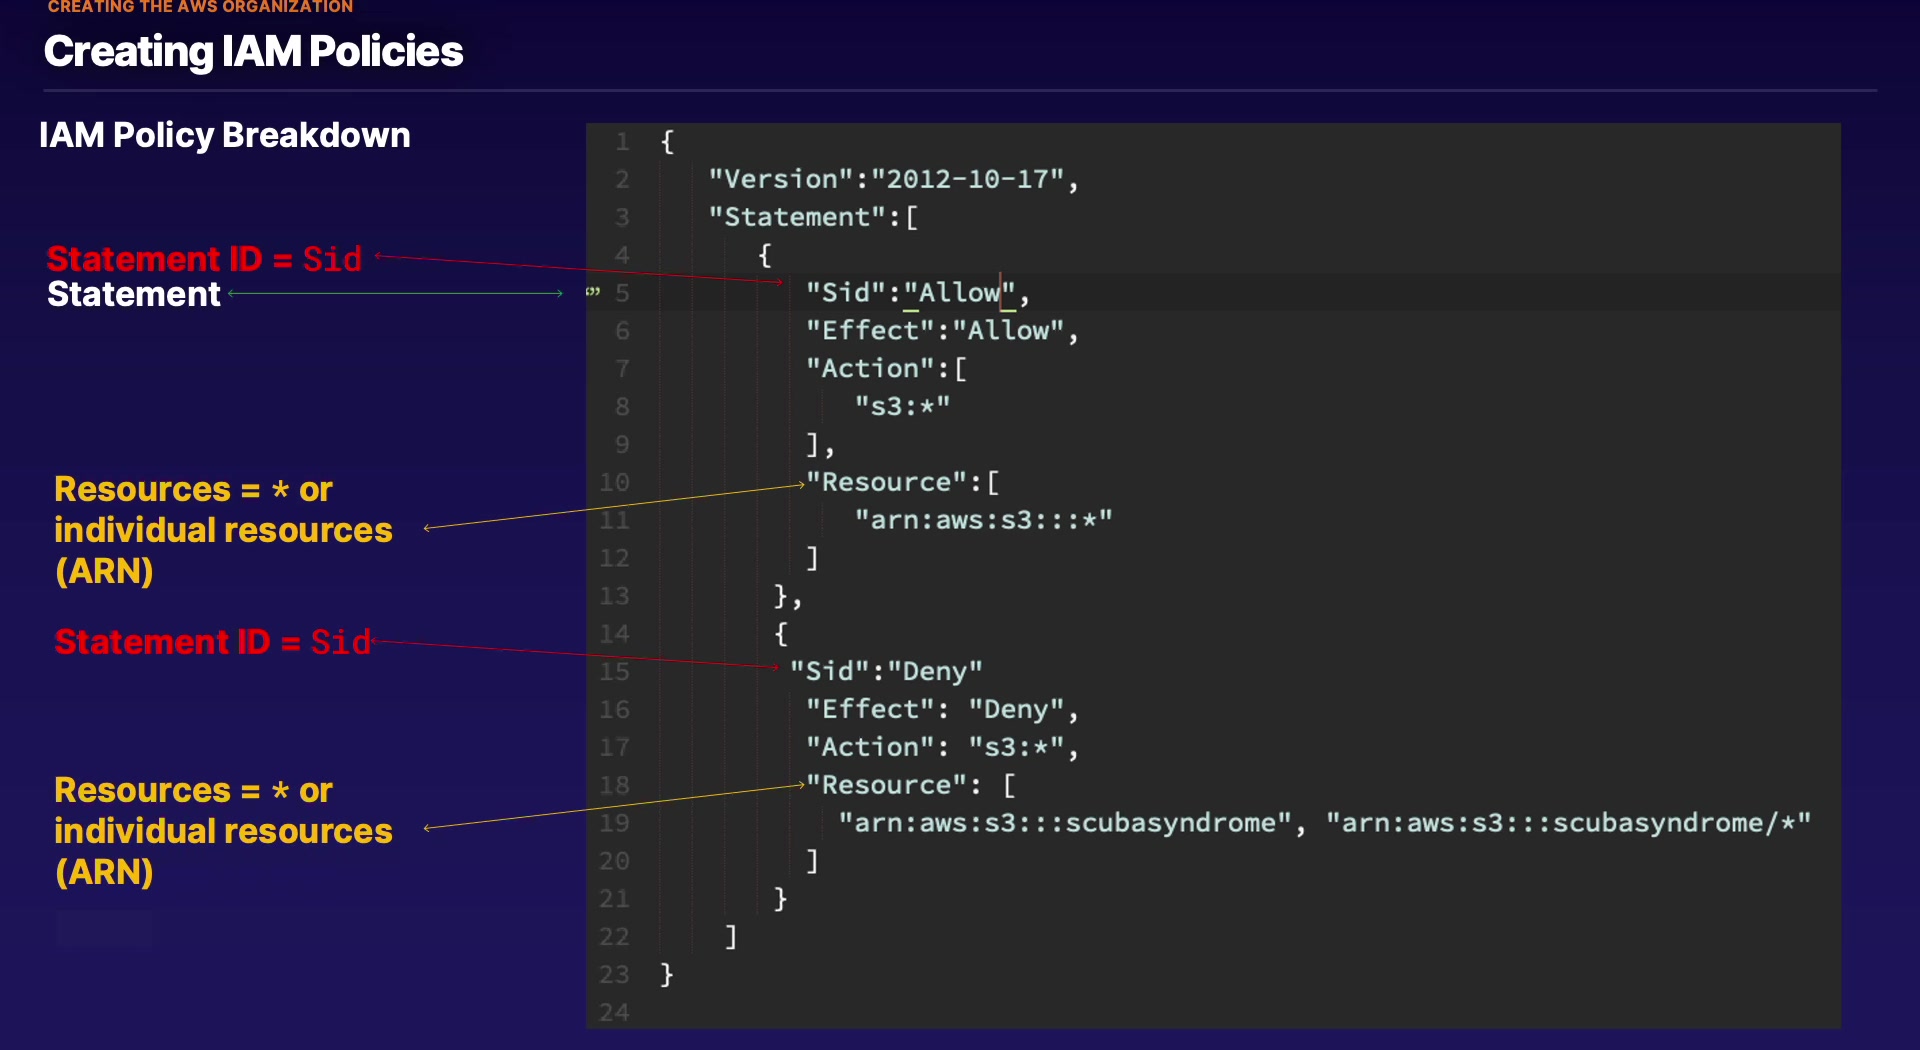 CREATING THE AWS ORGANIZATION
Creating IAM Policies
IAM Policy Breakdown
Statement ID = Sid
Statement
Resources = * or
individual resources
(ARN)
Statement ID = Sid
Resources = * or
individual resources
(ARN)
1 {
2 "Version":"2012-10-17",
3 "Statement":[
4 {
5 "Sid":"Allow",
6 "Effect":"Allow",
7 "Action":[
8 "s3:*"
9 ],
10 "Resource":[
11 "arn:aws:s3:::*"
12 ]
13 },
14 {
15 "Sid":"Deny"
16 "Effect": "Deny",
17 "Action": "s3:*",
18 "Resource": [
19 "arn:aws:s3:::scubasyndrome", "arn:aws:s3:::scubasyndrome/*"
20 ]
21 }
22 ]
23 }
24